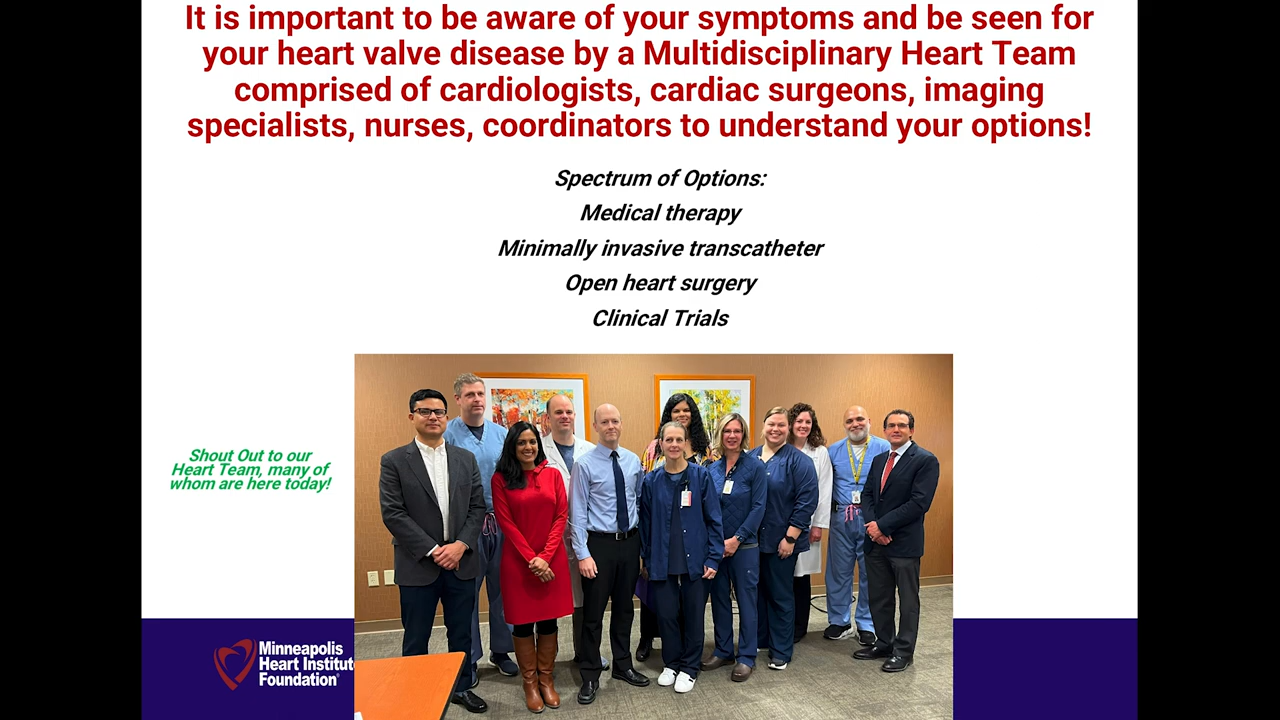 It is important to be aware of your symptoms and be seen for
your heart valve disease by a Multidisciplinary Heart Team
comprised of cardiologists, cardiac surgeons, imaging
specialists, nurses, coordinators to understand your options!
Spectrum of Options:
Medical therapy
Minimally invasive transcatheter
Open heart surgery
Clinical Trials
Shout Out to our
Heart Team, many of
whom are here today!
Minneapolis
Heart Institute
Foundation